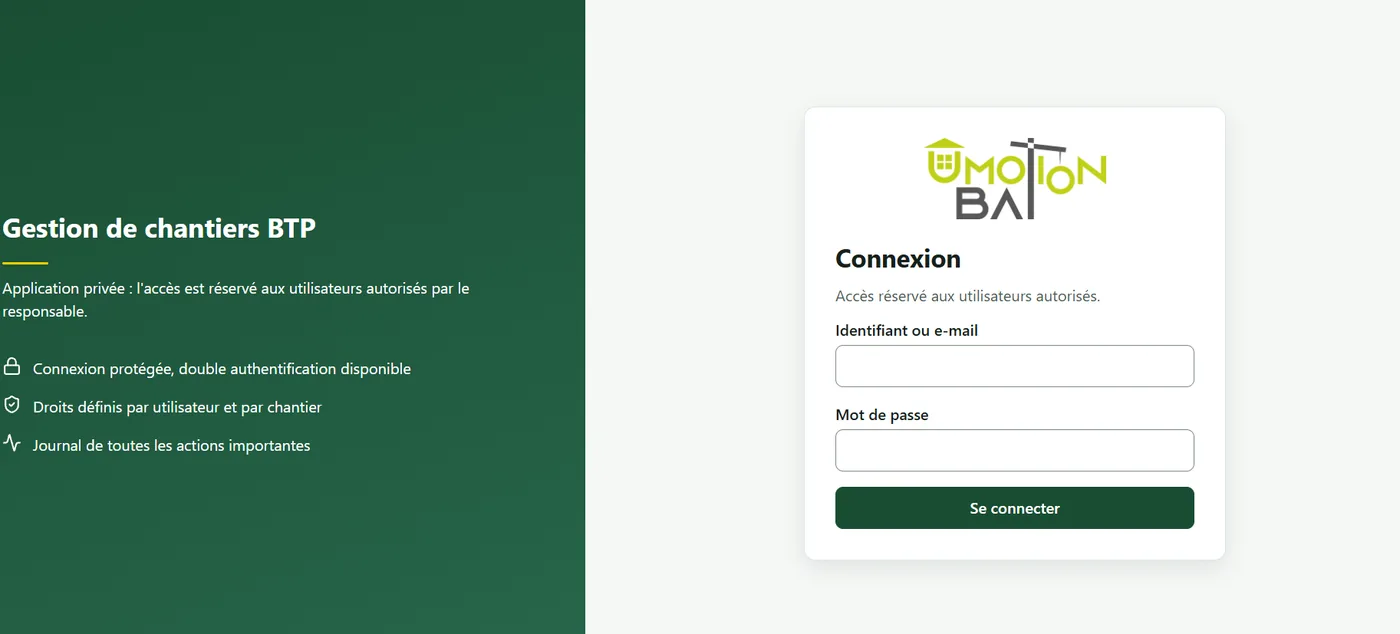 Gestion de chantiers BTP
Application privée : l'accès est réservé aux utilisateurs autorisés par le
responsable.
Connexion protégée, double authentification disponible
Droits définis par utilisateur et par chantier
Journal de toutes les actions importantes
UMOTION
BAT
Connexion
Accès réservé aux utilisateurs autorisés.
Identifiant ou e-mail
Mot de passe
Se connecter